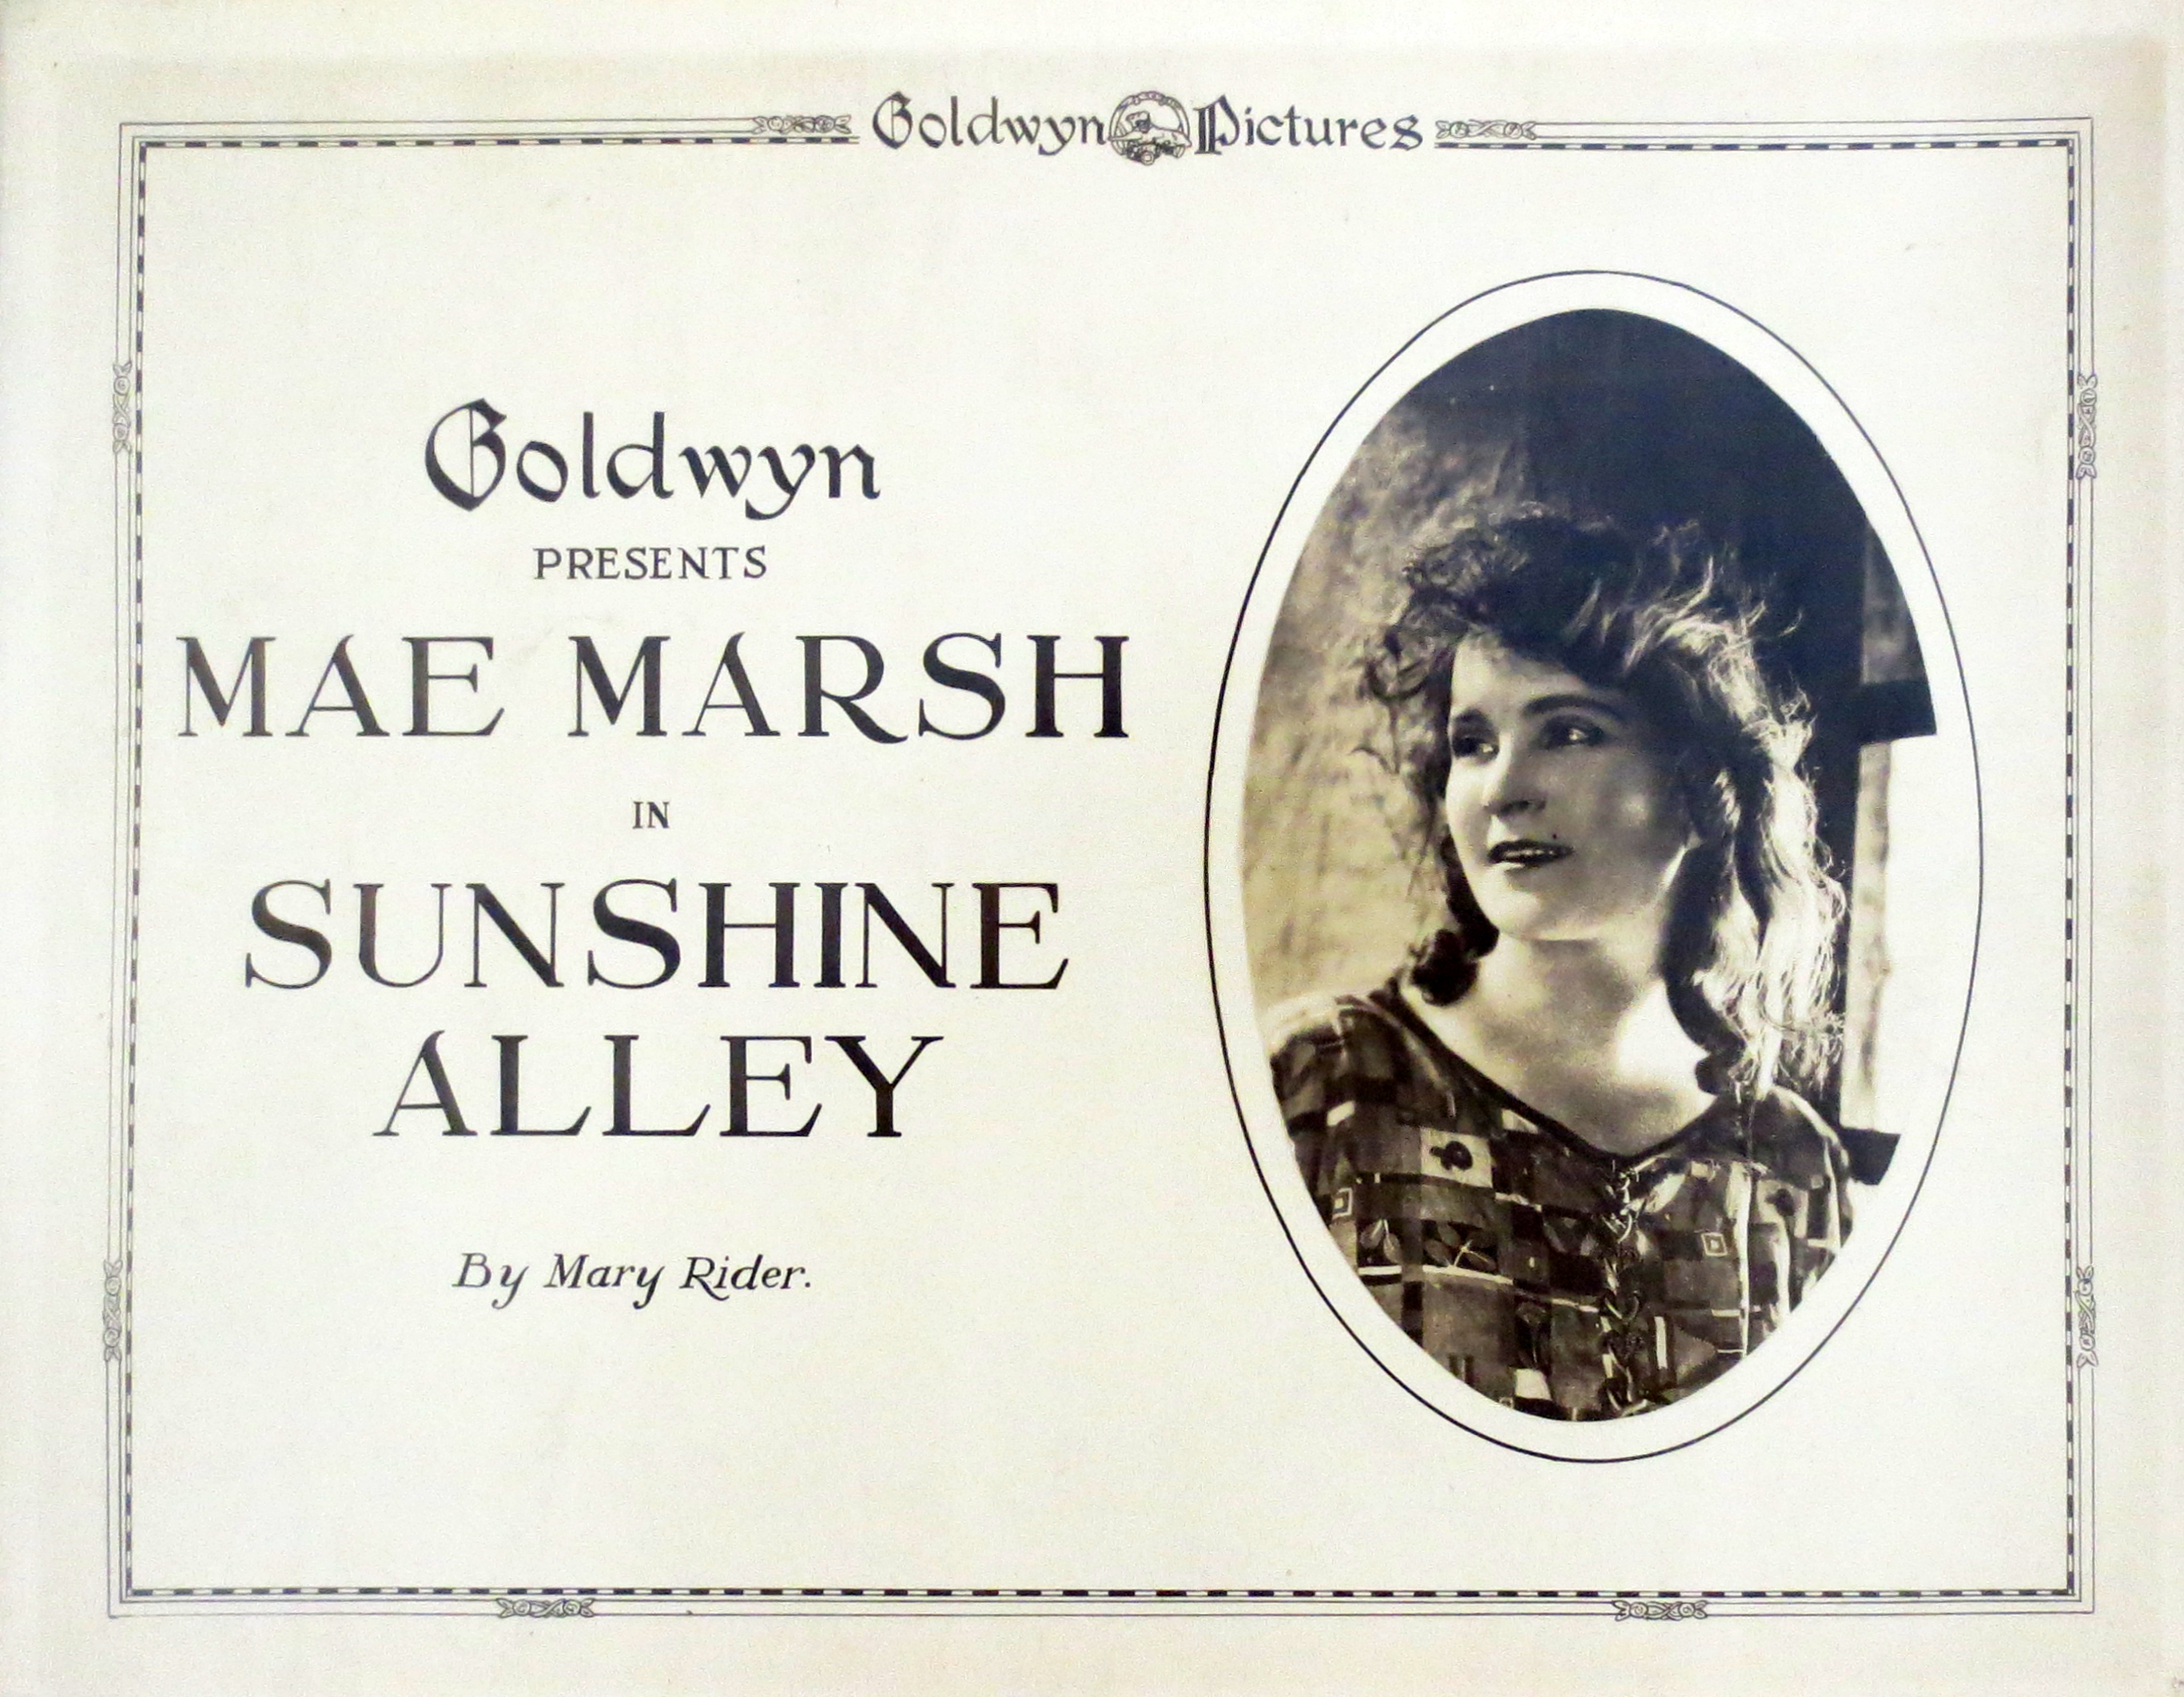 Goldwyn Pictures
Goldwyn
PRESENTS
MAE MARSH
IN
SUNSHINE
ALLEY
By Mary Rider.